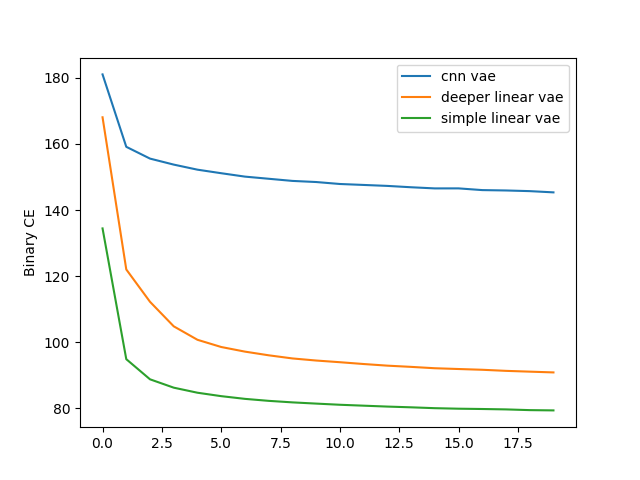 180
160
140
120
100
80
Binary CE
cnn vae
deeper linear vae
simple linear vae
0.0 2.5 5.0 7.5 10.0 12.5 15.0 17.5